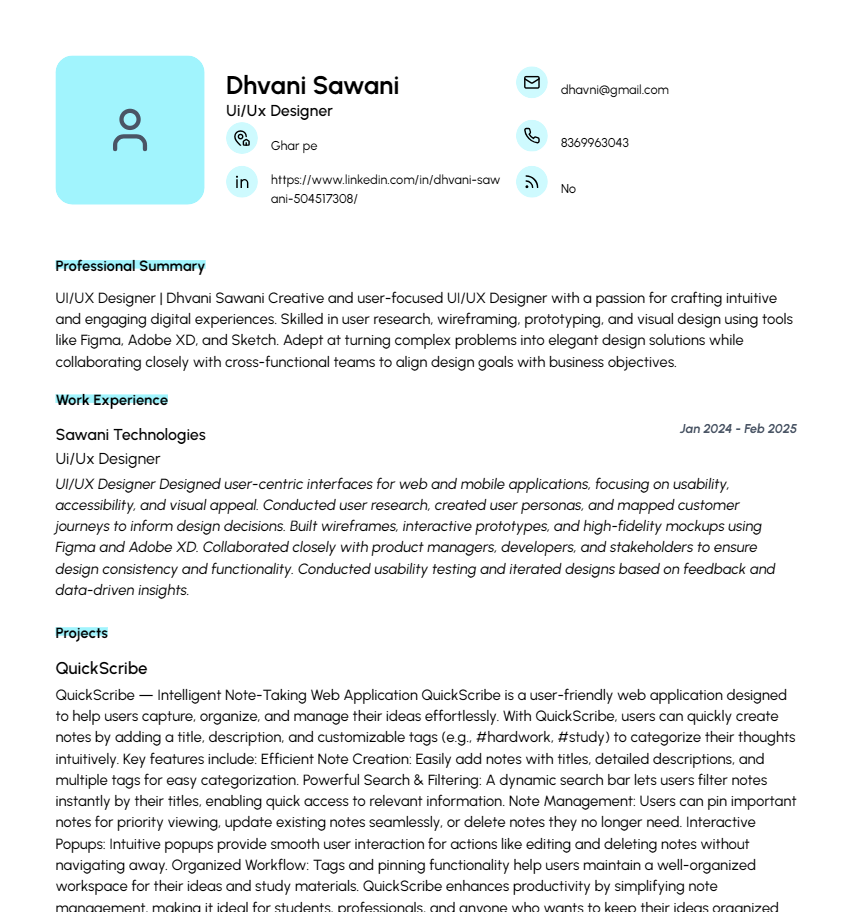 Dhvani Sawani
Ui/Ux Designer
Ghar pe
in
https://www.linkedin.com/in/dhvani-saw
ani-504517308/
dhavni@gmail.com
8369963043
No
Professional Summary
UI/UX Designer | Dhvani Sawani Creative and user-focused UI/UX Designer with a passion for crafting intuitive
and engaging digital experiences. Skilled in user research, wireframing, prototyping, and visual design using tools
like Figma, Adobe XD, and Sketch. Adept at turning complex problems into elegant design solutions while
collaborating closely with cross-functional teams to align design goals with business objectives.
Work Experience
Sawani Technologies
Jan 2024 - Feb 2025
Ui/Ux Designer
UI/UX Designer Designed user-centric interfaces for web and mobile applications, focusing on usability,
accessibility, and visual appeal. Conducted user research, created user personas, and mapped customer
journeys to inform design decisions. Built wireframes, interactive prototypes, and high-fidelity mockups using
Figma and Adobe XD. Collaborated closely with product managers, developers, and stakeholders to ensure
design consistency and functionality. Conducted usability testing and iterated designs based on feedback and
data-driven insights.
Projects
QuickScribe
QuickScribe — Intelligent Note-Taking Web Application QuickScribe is a user-friendly web application designed
to help users capture, organize, and manage their ideas effortlessly. With QuickScribe, users can quickly create
notes by adding a title, description, and customizable tags (e.g., #hardwork, #study) to categorize their thoughts
intuitively. Key features include: Efficient Note Creation: Easily add notes with titles, detailed descriptions, and
multiple tags for easy categorization. Powerful Search & Filtering: A dynamic search bar lets users filter notes
instantly by their titles, enabling quick access to relevant information. Note Management: Users can pin important
notes for priority viewing, update existing notes seamlessly, or delete notes they no longer need. Interactive
Popups: Intuitive popups provide smooth user interaction for actions like editing and deleting notes without
navigating away. Organized Workflow: Tags and pinning functionality help users maintain a well-organized
workspace for their ideas and study materials. QuickScribe enhances productivity by simplifying note
management, making it ideal for students, professionals, and anyone who wants to keep their ideas organized